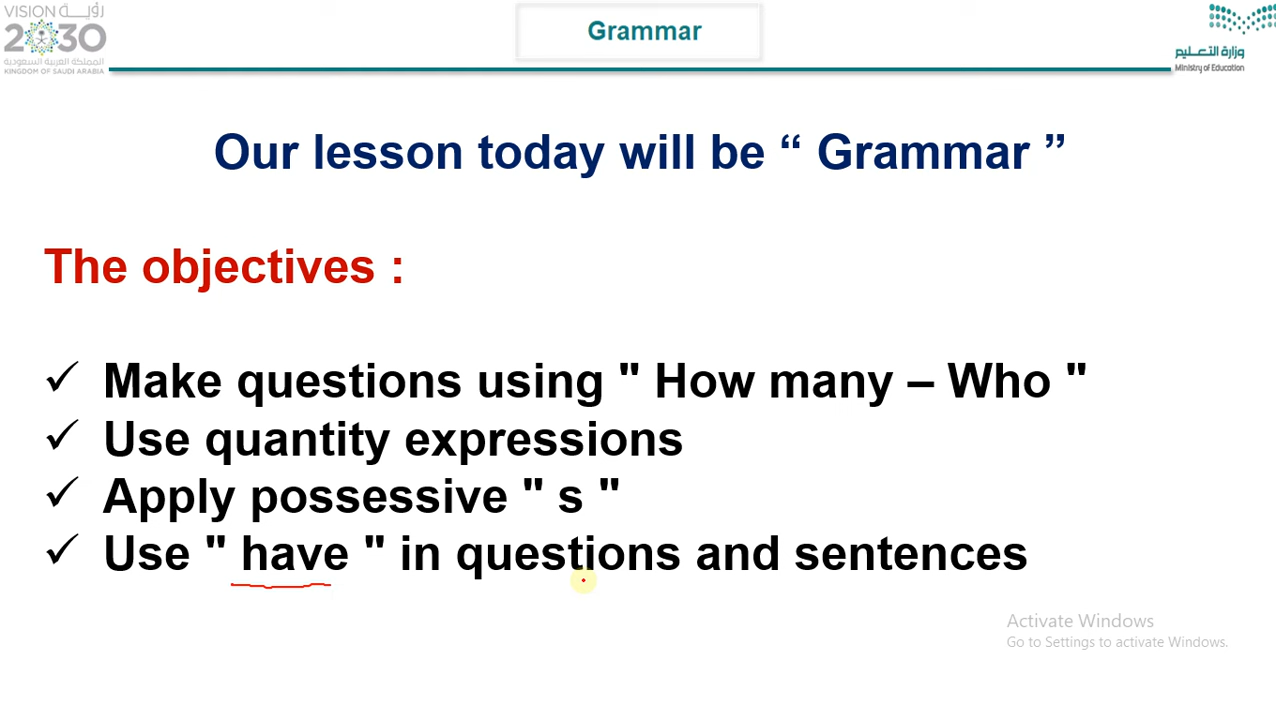 VISION رؤيــة
2030
المملكة العربية السعودية
KINGDOM OF SAUDI ARABIA
Grammar
وزارة التعـليم
Ministry of Education
Our lesson today will be “ Grammar ”
The objectives :
✓ Make questions using " How many – Who "
✓ Use quantity expressions
✓ Apply possessive " s "
✓ Use " have " in questions and sentences
Activate Windows
Go to Settings to activate Windows.